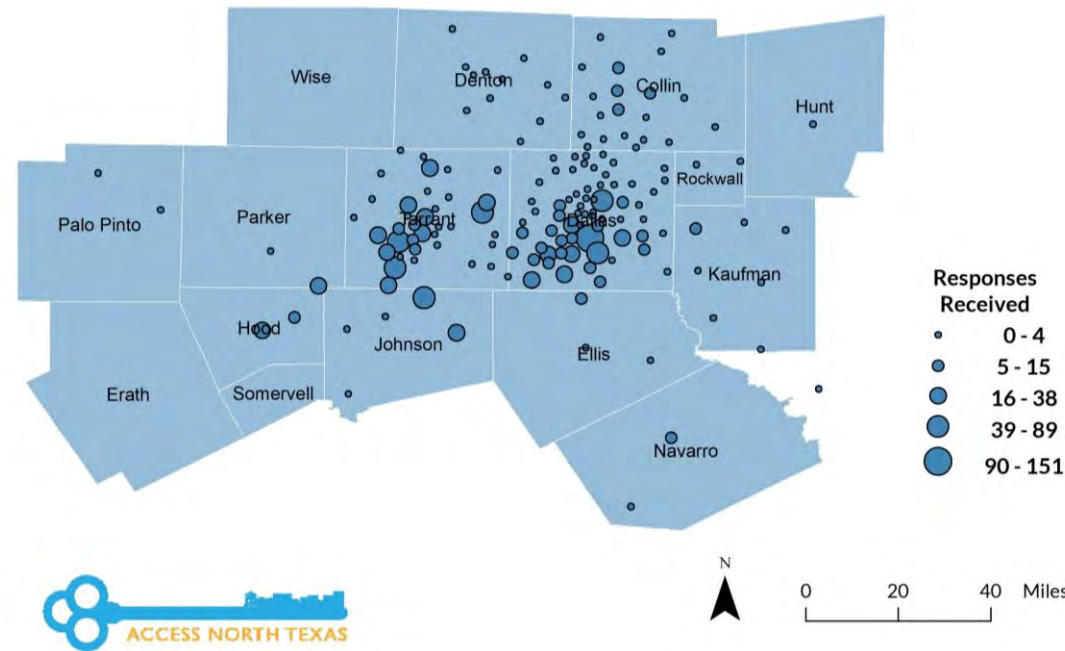 Wise
Denton
Collin
Hunt
Rockwall
Palo Pinto
Parker
Tarrant
Dallas
Kaufman
Hood
Johnson
Ellis
Erath
Somervell
Navarro
Responses
Received
0 - 4
5 - 15
16 - 38
39 - 89
90 - 151
N
0 20 40 Miles
ACCESS NORTH TEXAS